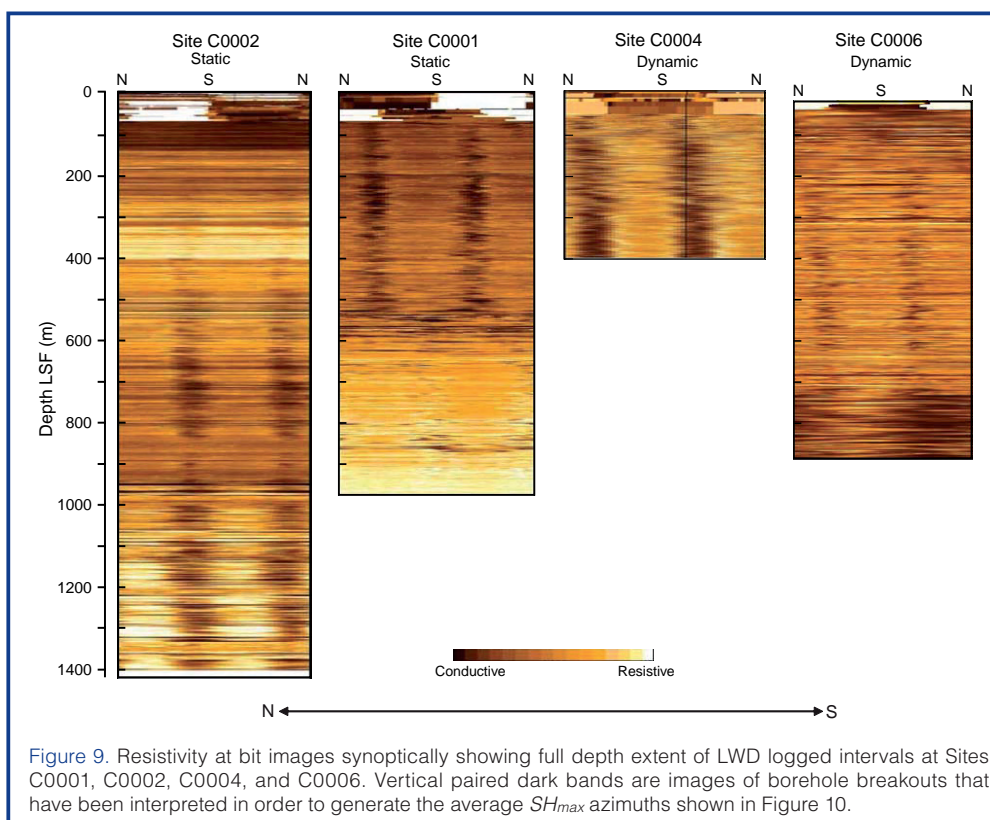 Site C0002
Static
N S N
Site C0001
Static
N S N
Site C0004
Dynamic
N S N
Site C0006
Dynamic
N S N
Depth LSF (m)
0
200
400
600
800
1000
1200
1400
Conductive Resistive
N S
Figure 9. Resistivity at bit images synoptically showing full depth extent of LWD logged intervals at Sites
C0001, C0002, C0004, and C0006. Vertical paired dark bands are images of borehole breakouts that
have been interpreted in order to generate the average SHmax azimuths shown in Figure 10.